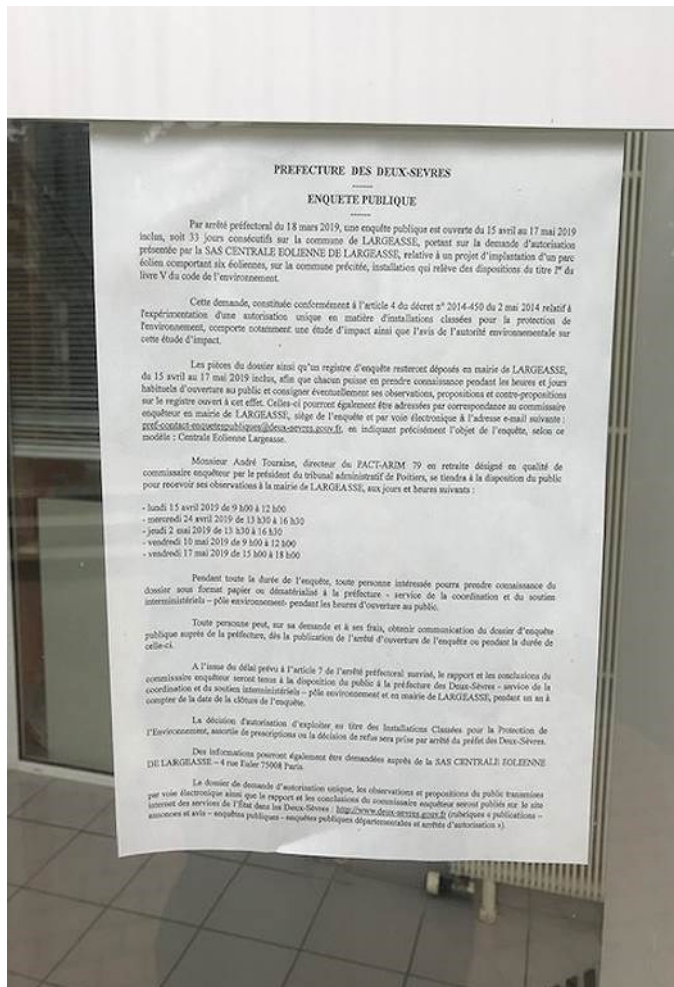 PREFECTURE DES DEUX-SEVRES
ENQUETE PUBLIQUE
Par arrêté préfectoral du 18 mars 2019, une enquête publique est ouverte du 15 avril au 17 mai 2019
inclus, soit 33 jours consécutifs sur la commune de LARGEASSE, portant sur la demande d'autorisation
présentée par la SAS CENTRALE EOLIENNE DE LARGEASSE, relative à un projet d'implantation d'un parc
éolien comportant six éoliennes, sur la commune précitée, installation qui relève des dispositions du titre Iᵉʳ du
livre V du code de l'environnement.
Cette demande, constituée conformément à l'article 4 du décret n° 2014-450 du 2 mai 2014 relatif à
l'expérimentation d'une autorisation unique en matière d'installations classées pour la protection de
l'environnement, comporte notamment une étude d'impact ainsi que l'avis de l'autorité environnementale sur
cette étude d'impact.
Les pièces du dossier ainsi qu'un registre d'enquête resteront déposés en mairie de LARGEASSE,
du 15 avril au 17 mai 2019 inclus, afin que chacun puisse en prendre connaissance pendant les heures et jours
habituels d'ouverture au public et consigner éventuellement ses observations, propositions et contre-propositions
sur le registre ouvert à cet effet. Celles-ci pourront également être adressées par correspondance au commissaire
enquêteur en mairie de LARGEASSE, siège de l'enquête et par voie électronique à l'adresse e-mail suivante :
pref-contact-enquetespubliques@deux-sevres.gouv.fr, en indiquant précisément l'objet de l'enquête, selon ce
modèle : Centrale Eolienne Largeasse.
Monsieur André Touraine, directeur du PACT-ARIM 79 en retraite désigné en qualité de
commissaire enquêteur par le président du tribunal administratif de Poitiers, se tiendra à la disposition du public
pour recevoir ses observations à la mairie de LARGEASSE, aux jours et heures suivants :
- lundi 15 avril 2019 de 9 h00 à 12 h00
- mercredi 24 avril 2019 de 13 h30 à 16 h30
- jeudi 2 mai 2019 de 13 h30 à 16 h30
- vendredi 10 mai 2019 de 9 h00 à 12 h00
- vendredi 17 mai 2019 de 15 h00 à 18 h00
Pendant toute la durée de l'enquête, toute personne intéressée pourra prendre connaissance du
dossier sous format papier ou dématérialisé à la préfecture - service de la coordination et du soutien
interministériels – pôle environnement- pendant les heures d'ouverture au public.
Toute personne peut, sur sa demande et à ses frais, obtenir communication du dossier d'enquête
publique auprès de la préfecture, dès la publication de l'arrêté d'ouverture de l'enquête ou pendant la durée de
celle-ci.
A l'issue du délai prévu à l'article 7 de l'arrêté préfectoral susvisé, le rapport et les conclusions du
commissaire enquêteur seront tenus à la disposition du public à la préfecture des Deux-Sèvres - service de la
coordination et du soutien interministériels – pôle environnement et en mairie de LARGEASSE, pendant un an à
compter de la date de la clôture de l'enquête.
La décision d'autorisation d'exploiter au titre des Installations Classées pour la Protection de
l'Environnement, assortie de prescriptions ou la décision de refus sera prise par arrêté du préfet des Deux-Sèvres.
Des informations pourront également être demandées auprès de la SAS CENTRALE EOLIENNE
DE LARGEASSE – 4 rue Euler 75008 Paris.
Le dossier de demande d'autorisation unique, les observations et propositions du public transmises
par voie électronique ainsi que le rapport et les conclusions du commissaire enquêteur seront publiés sur le site
internet des services de l'État dans les Deux-Sèvres : http://www.deux-sevres.gouv.fr (rubriques « publications –
annonces et avis – enquêtes publiques - enquêtes publiques départementales et arrêtés d'autorisation »).